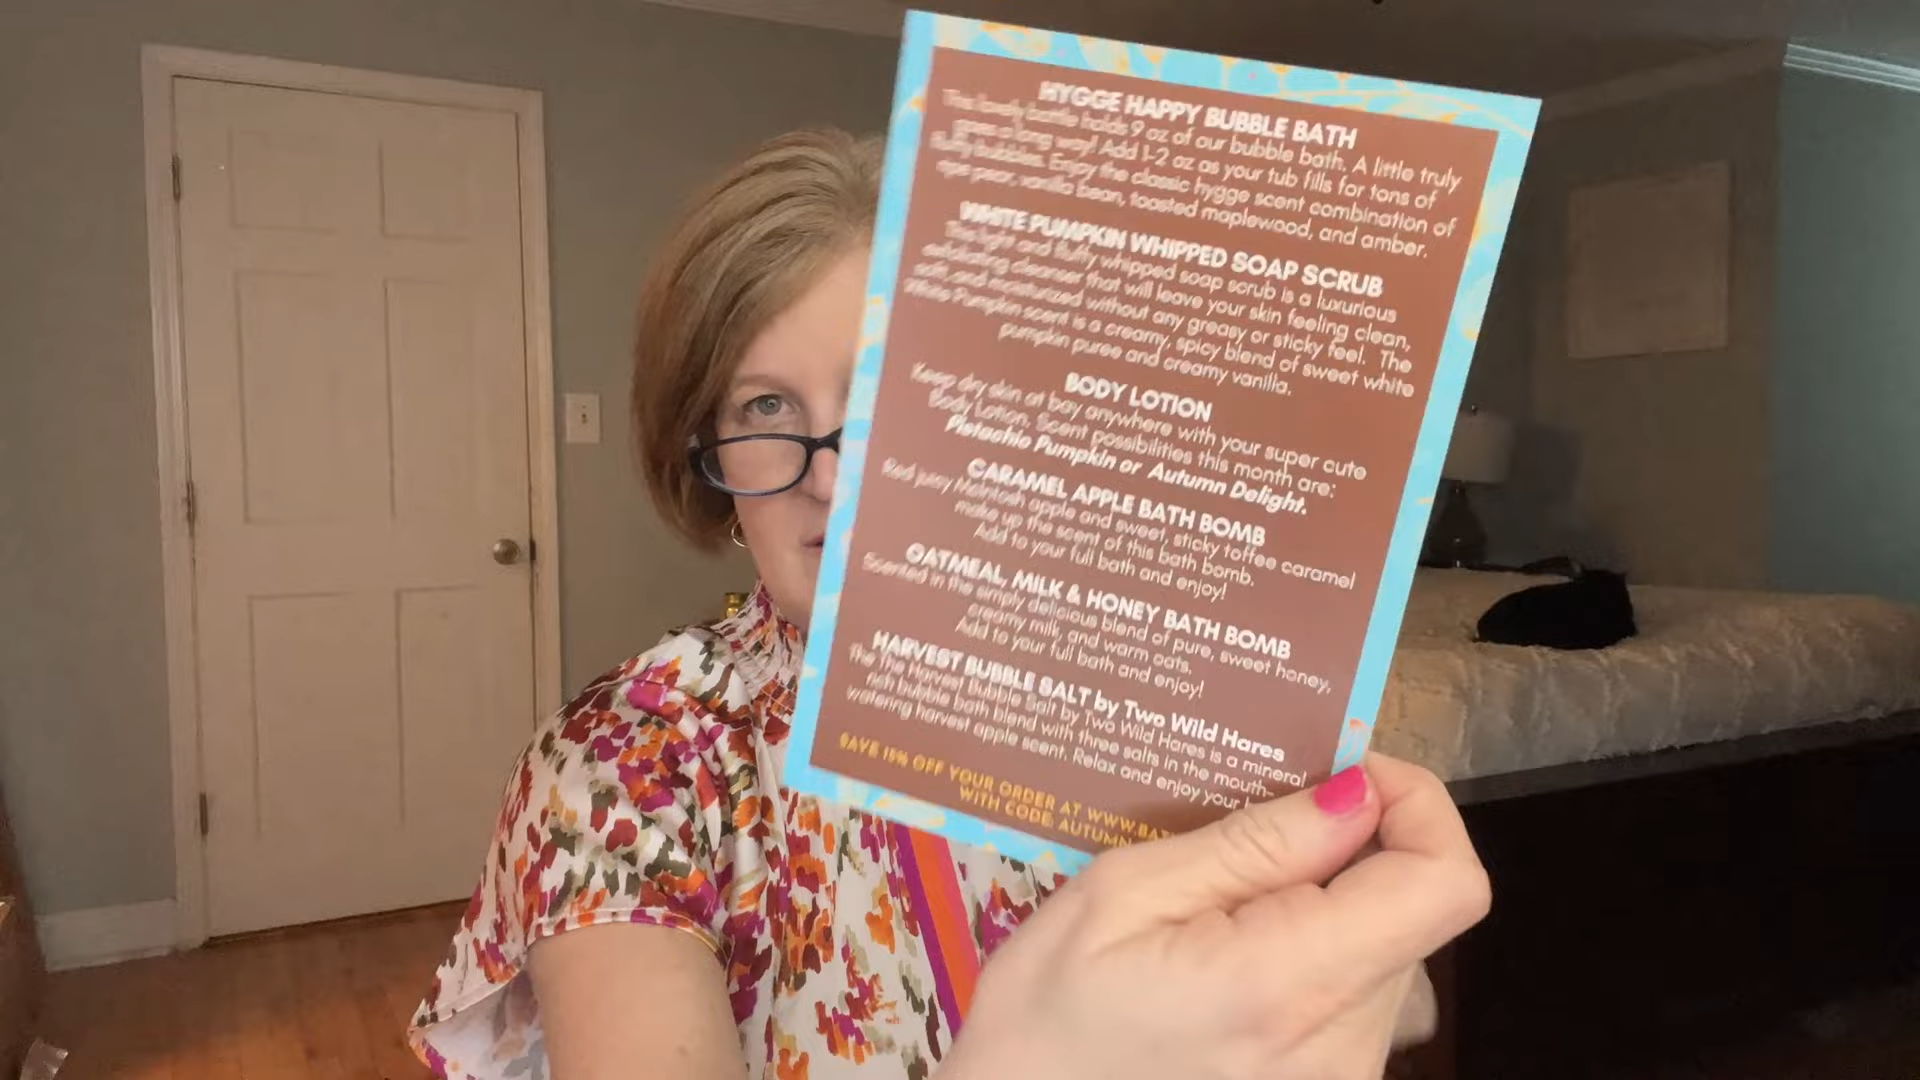 HYGGE HAPPY BUBBLE BATH
This lovely bottle holds 9 oz of our bubble bath. A little truly
goes a long way! Add 1-2 oz as your tub fills for tons of
fluffy bubbles. Enjoy the classic hygge scent combination of
ripe pear, vanilla bean, toasted maplewood, and amber.
WHITE PUMPKIN WHIPPED SOAP SCRUB
This light and fluffy whipped soap scrub is a luxurious
exfoliating cleanser that will leave your skin feeling clean,
soft, and moisturized without any greasy or sticky feel. The
White Pumpkin scent is a creamy, spicy blend of sweet white
pumpkin puree and creamy vanilla.
BODY LOTION
Keep dry skin at bay anywhere with your super cute
Body Lotion. Scent possibilities this month are:
Pistachio Pumpkin or Autumn Delight.
CARAMEL APPLE BATH BOMB
Red juicy McIntosh apple and sweet, sticky toffee caramel
make up the scent of this bath bomb.
Add to your full bath and enjoy!
OATMEAL, MILK & HONEY BATH BOMB
Scented in the simply delicious blend of pure, sweet honey,
creamy milk, and warm oats.
Add to your full bath and enjoy!
HARVEST BUBBLE SALT by Two Wild Hares
The The Harvest Bubble Salt by Two Wild Hares is a mineral
rich bubble bath blend with three salts in the mouth-
watering harvest apple scent. Relax and enjoy your
SAVE 15% OFF YOUR ORDER AT WWW.BAT
WITH CODE: AUTUMN